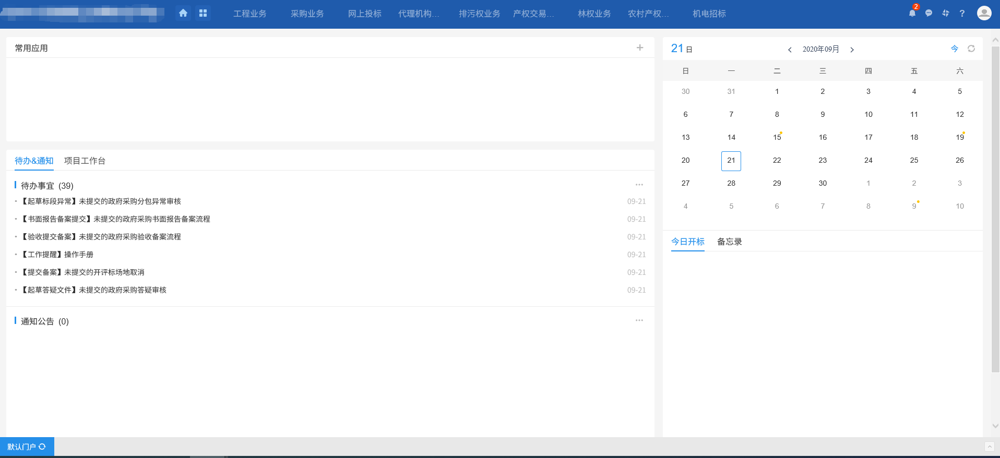 工程业务 采购业务 网上投标 代理机构... 排污权业务 产权交易... 林权业务 农村产权... 机电招标 2
常用应用
21 日 2020年09月 今
日 一 二 三 四 五 六
30 31 1 2 3 4 5
6 7 8 9 10 11 12
13 14 15 16 17 18 19
20 21 22 23 24 25 26
27 28 29 30 1 2 3
4 5 6 7 8 9 10
待办&通知 项目工作台
待办事宜 (39)
【起草标段异常】未提交的政府采购分包异常审核 09-21
【书面报告备案提交】未提交的政府采购书面报告备案流程 09-21
【验收提交备案】未提交的政府采购验收备案流程 09-21
【工作提醒】操作手册 09-21
【提交备案】未提交的开评标场地取消 09-21
【起草答疑文件】未提交的政府采购答疑审核 09-21
通知公告 (0)
今日开标 备忘录
默认门户